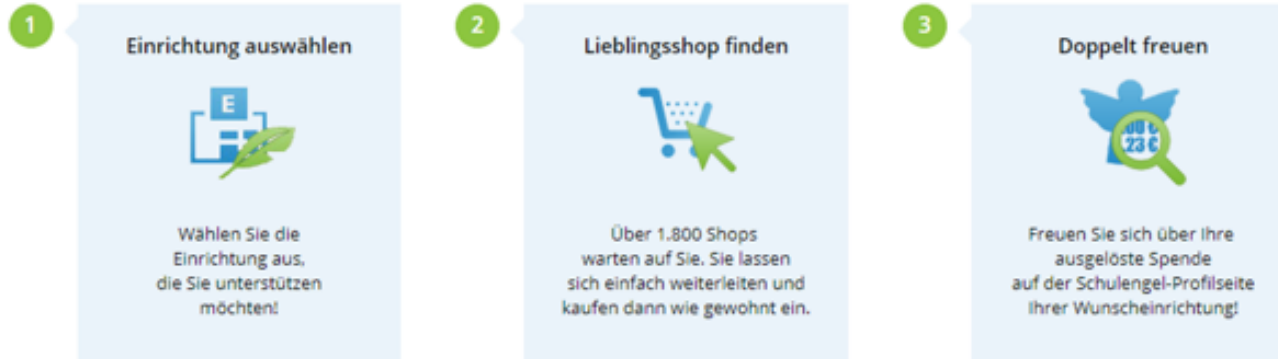 1
Einrichtung auswählen
E
Wählen Sie die
Einrichtung aus,
die Sie unterstützen
möchten!
2
Lieblingsshop finden
Über 1.800 Shops
warten auf Sie. Sie lassen
sich einfach weiterleiten und
kaufen dann wie gewohnt ein.
3
Doppelt freuen
,00 €
,23 €
Freuen Sie sich über Ihre
ausgelöste Spende
auf der Schulengel-Profilseite
Ihrer Wunscheinrichtung!